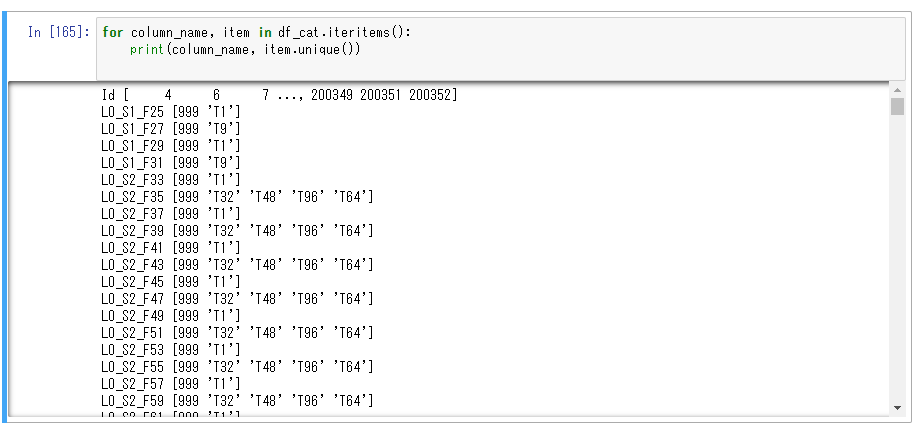 In [165]: for column_name, item in df_cat.iteritems():
print(column_name, item.unique())
Id [     4      6      7 ..., 200349 200351 200352]
L0_S1_F25 [999 'T1']
L0_S1_F27 [999 'T9']
L0_S1_F29 [999 'T1']
L0_S1_F31 [999 'T9']
L0_S2_F33 [999 'T1']
L0_S2_F35 [999 'T32' 'T48' 'T96' 'T64']
L0_S2_F37 [999 'T1']
L0_S2_F39 [999 'T32' 'T48' 'T96' 'T64']
L0_S2_F41 [999 'T1']
L0_S2_F43 [999 'T32' 'T48' 'T96' 'T64']
L0_S2_F45 [999 'T1']
L0_S2_F47 [999 'T32' 'T48' 'T96' 'T64']
L0_S2_F49 [999 'T1']
L0_S2_F51 [999 'T32' 'T48' 'T96' 'T64']
L0_S2_F53 [999 'T1']
L0_S2_F55 [999 'T32' 'T48' 'T96' 'T64']
L0_S2_F57 [999 'T1']
L0_S2_F59 [999 'T32' 'T48' 'T96' 'T64']
L0_S2_F61 [999 'T1']